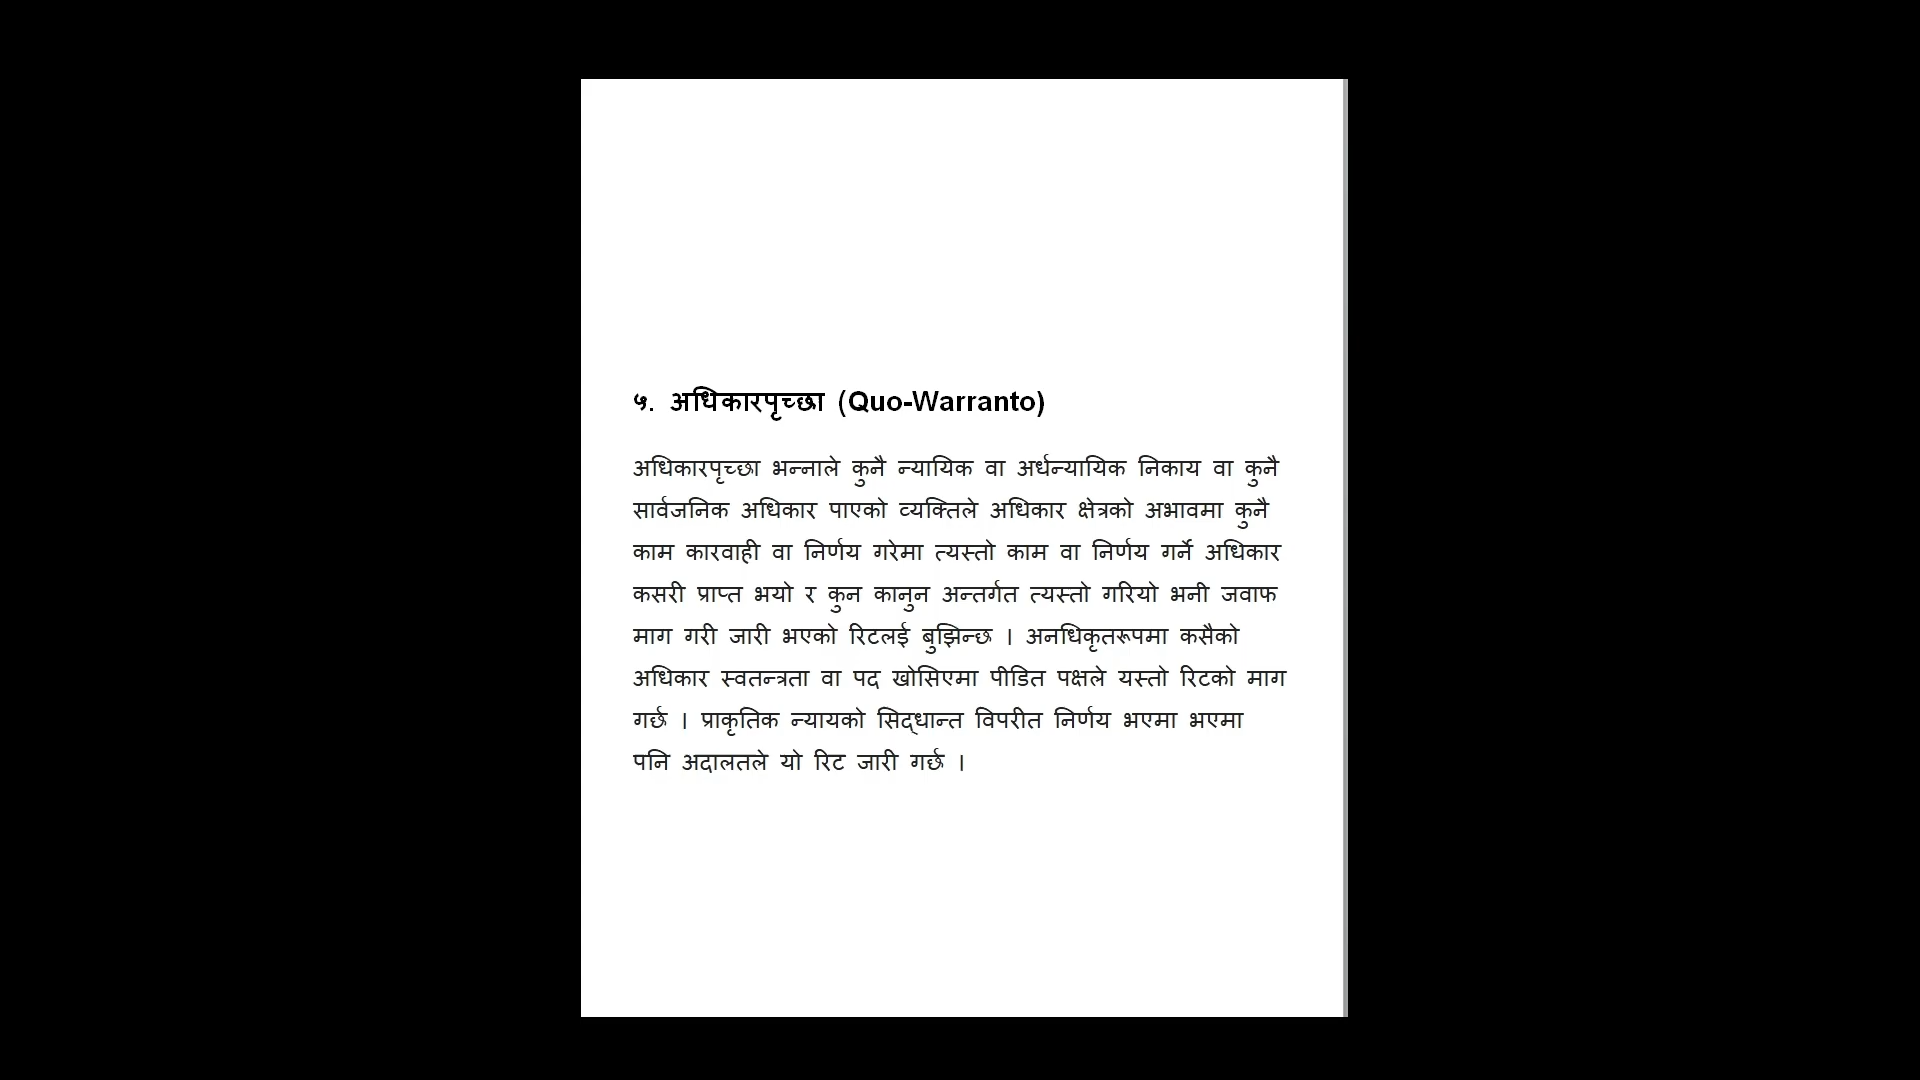 ५. अधिकारपृच्छा (Quo-Warranto)
अधिकारपृच्छा भन्नाले कुनै न्यायिक वा अर्धन्यायिक निकाय वा कुनै
सार्वजनिक अधिकार पाएको व्यक्तिले अधिकार क्षेत्रको अभावमा कुनै
काम कारवाही वा निर्णय गरेमा त्यस्तो काम वा निर्णय गर्ने अधिकार
कसरी प्राप्त भयो र कुन कानुन अन्तर्गत त्यस्तो गरियो भनी जवाफ
माग गरी जारी भएको रिटलई बुझिन्छ । अनधिकृतरूपमा कसैको
अधिकार स्वतन्त्रता वा पद खोसिएमा पीडित पक्षले यस्तो रिटको माग
गर्छ । प्राकृतिक न्यायको सिद्धान्त विपरीत निर्णय भएमा भएमा
पनि अदालतले यो रिट जारी गर्छ ।